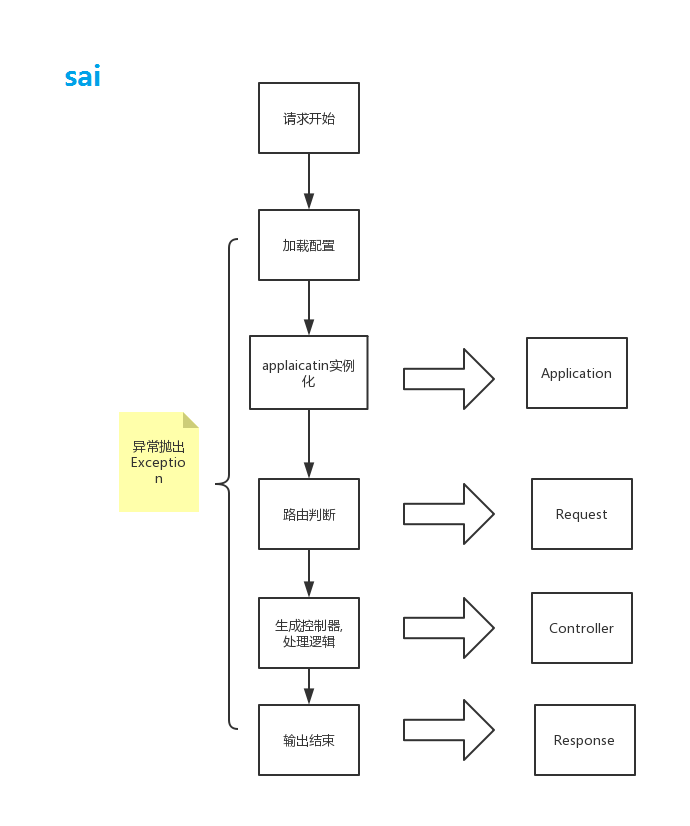 sai
请求开始
加载配置
applaicatin实例
化
Application
异常抛出
Exceptio
n
路由判断
Request
生成控制器,
处理逻辑
Controller
输出结束
Response